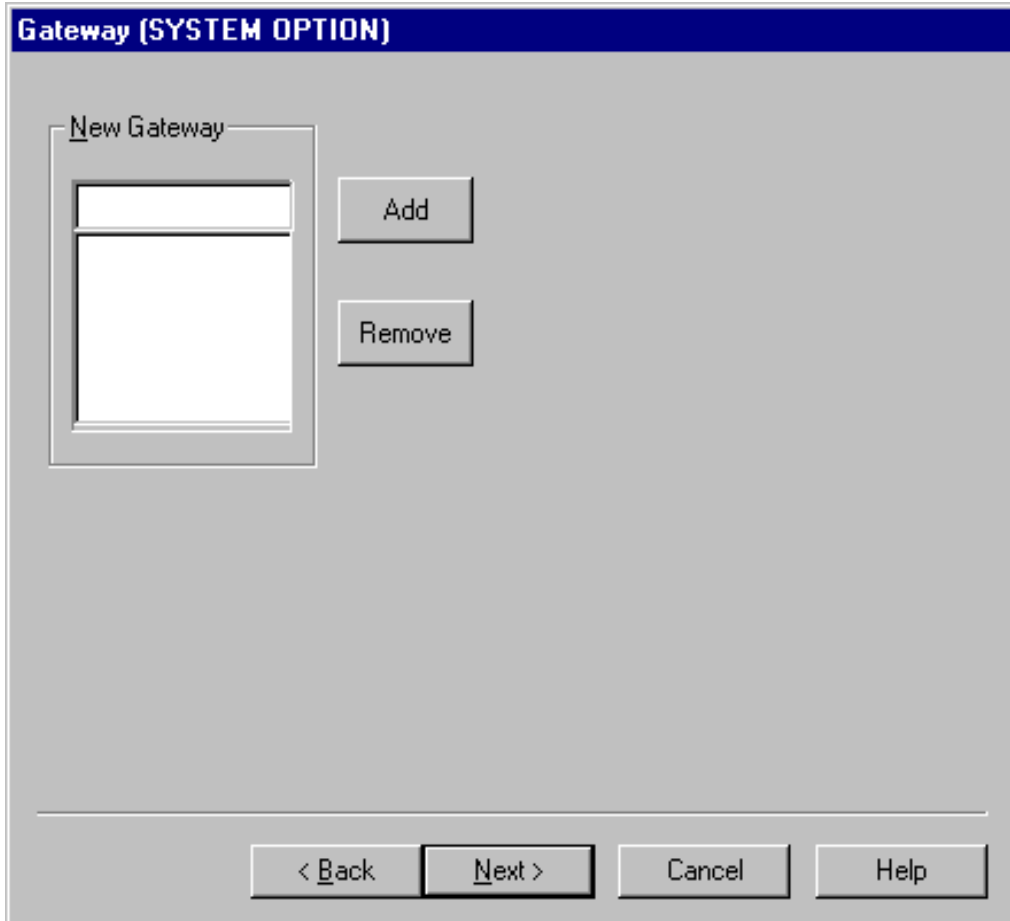 Gateway (SYSTEM OPTION)
New Gateway
Add
Remove
< Back
Next >
Cancel
Help